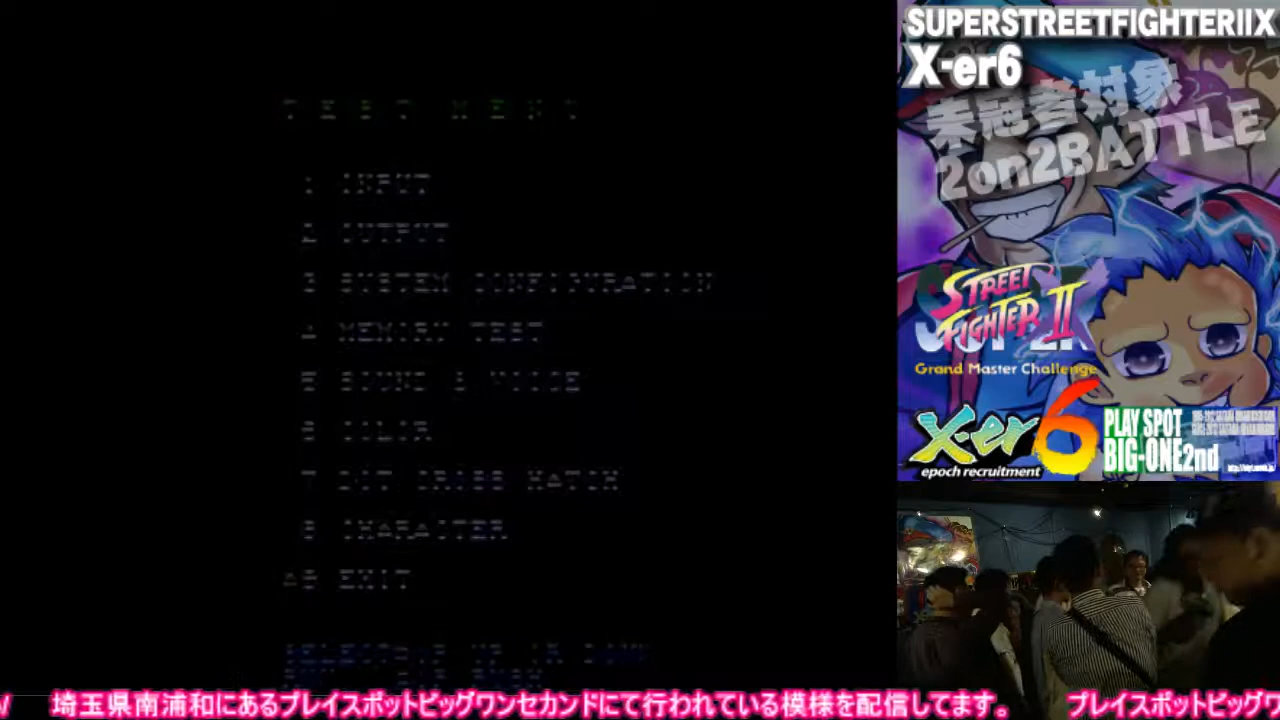 TEST MENU
1 INPUT
2 OUTPUT
3 SYSTEM CONFIGURATION
4 MEMORY TEST
5 SOUND & VOICE
6 COLOR
7 DOT CROSS HATCH
8 CHARACTER
9 EXIT
SUPERSTREETFIGHTERIIX
X-er6
未冠者対象
2on2BATTLE
STREET
FIGHTER II
Grand Master Challenge
X-er6
epoch recruitment
PLAY SPOT
BIG-ONE2nd
埼玉県南浦和にあるプレイスポットビッグワンセカンドにて行われている模様を配信してます。
プレイスポットビッグワ